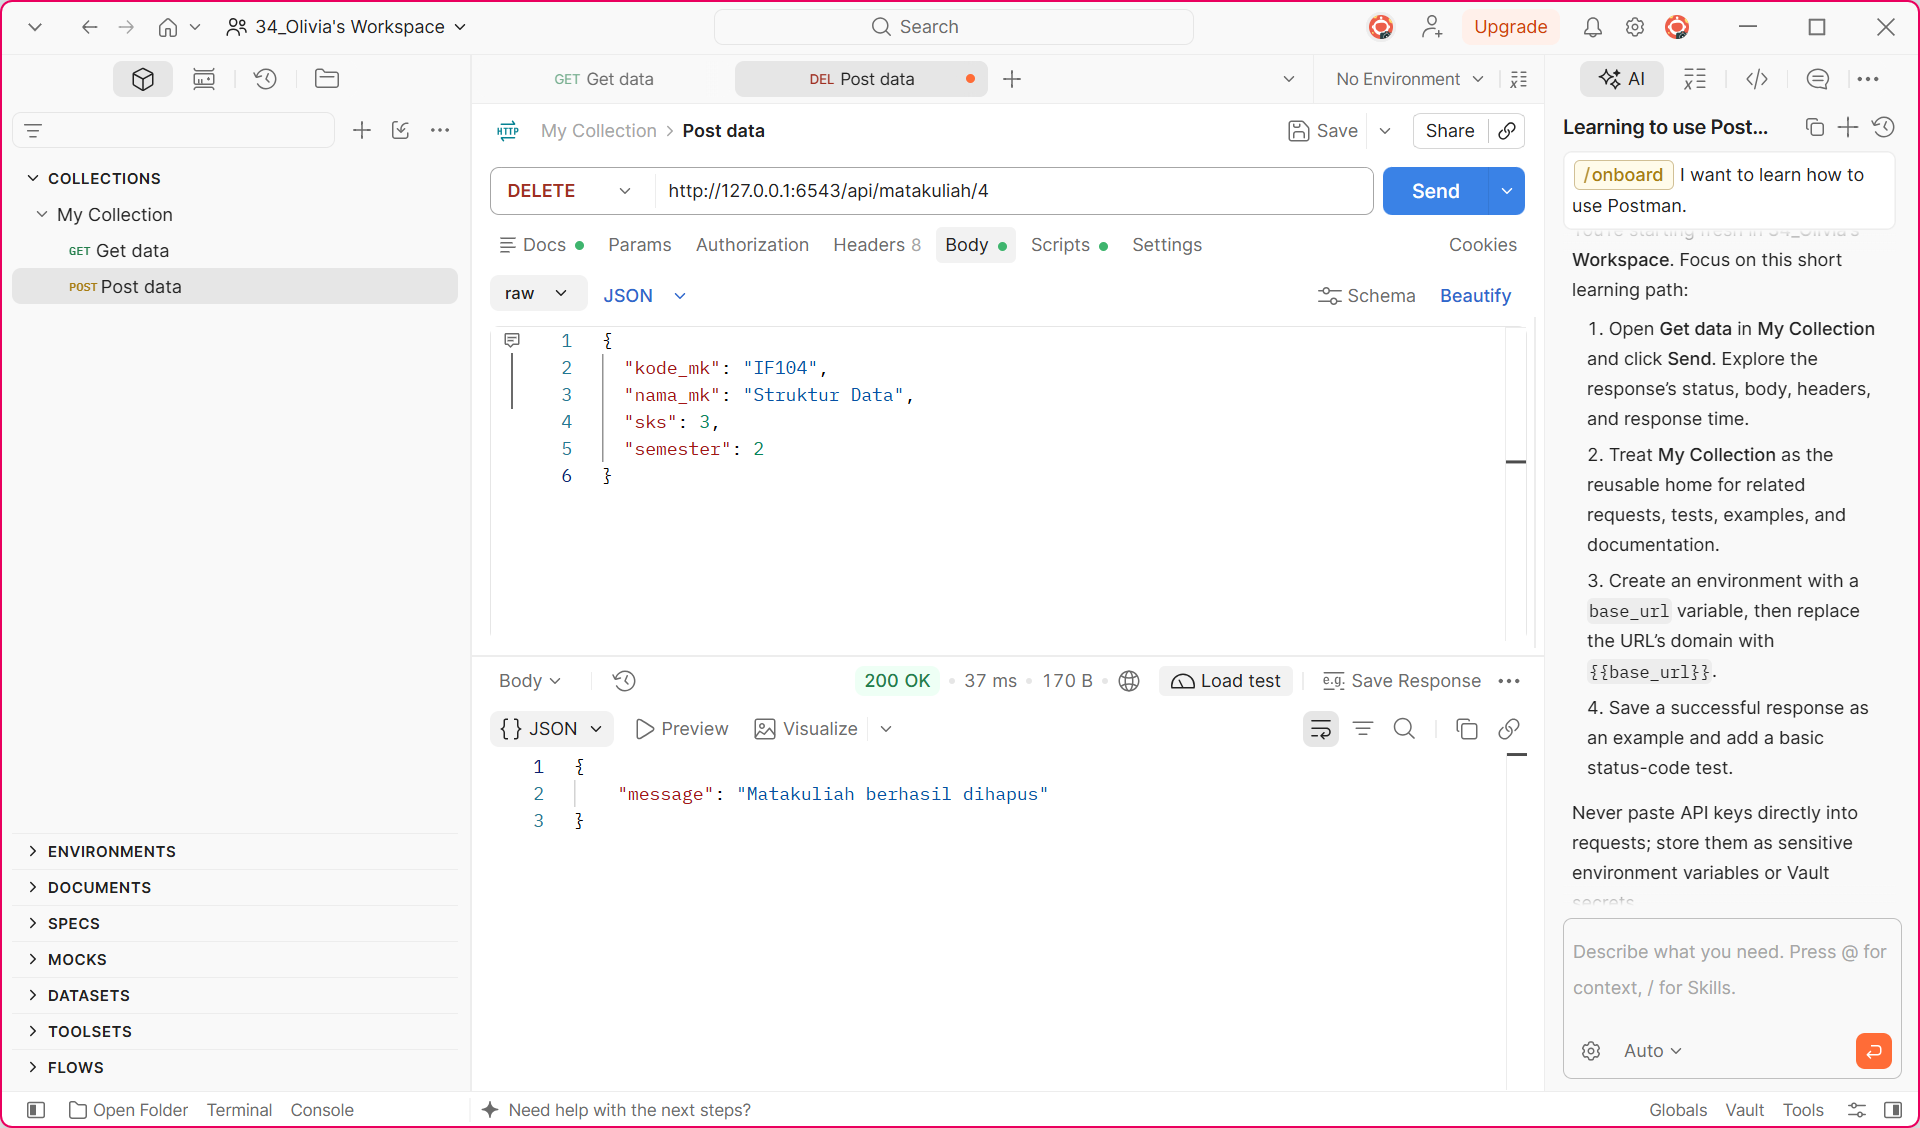 34_Olivia's Workspace
Search
Upgrade
GET Get data
DEL Post data
No Environment
AI
My Collection > Post data
Save
Share
Learning to use Post...
/onboard I want to learn how to
use Postman.
COLLECTIONS
My Collection
GET Get data
POST Post data
DELETE
http://127.0.0.1:6543/api/matakuliah/4
Send
Docs
Params
Authorization
Headers 8
Body
Scripts
Settings
Cookies
raw
JSON
Schema
Beautify
1 {
2 "kode_mk": "IF104",
3 "nama_mk": "Struktur Data",
4 "sks": 3,
5 "semester": 2
6 }
You're starting fresh in 34_Olivia's
Workspace. Focus on this short
learning path:
1. Open Get data in My Collection
and click Send. Explore the
response’s status, body, headers,
and response time.
2. Treat My Collection as the
reusable home for related
requests, tests, examples, and
documentation.
3. Create an environment with a
base_url variable, then replace
the URL’s domain with
{{base_url}}.
4. Save a successful response as
an example and add a basic
status-code test.
Never paste API keys directly into
requests; store them as sensitive
environment variables or Vault
secrets
Body
200 OK
37 ms
170 B
Load test
e.g. Save Response
{} JSON
Preview
Visualize
1 {
2 "message": "Matakuliah berhasil dihapus"
3 }
ENVIRONMENTS
DOCUMENTS
SPECS
MOCKS
DATASETS
TOOLSETS
FLOWS
Describe what you need. Press @ for
context, / for Skills.
Auto
Open Folder
Terminal
Console
Need help with the next steps?
Globals
Vault
Tools